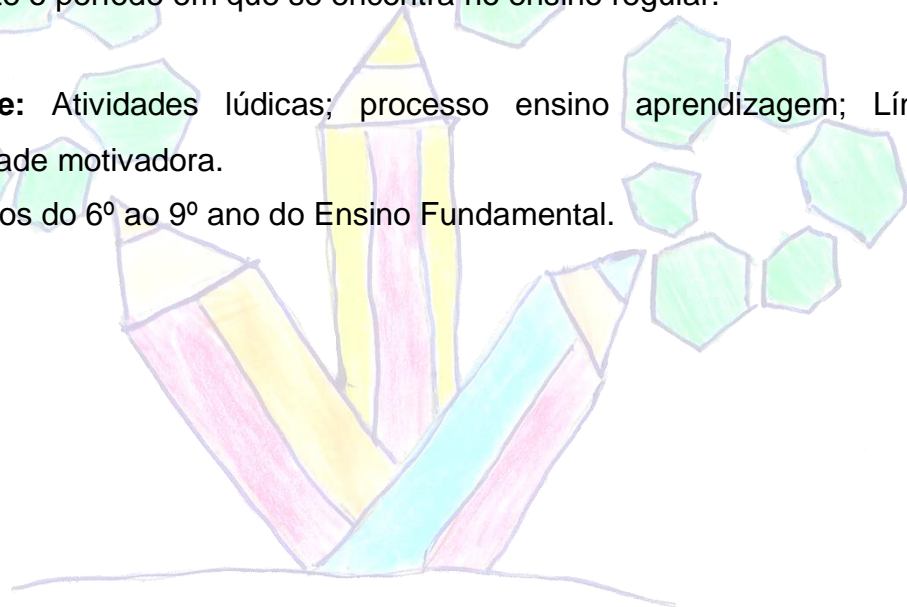 o período em que se encontra no ensino regular.
e: Atividades lúdicas; processo ensino aprendizagem;
ade motivadora.
os do 6º ao 9º ano do Ensino Fundamental.